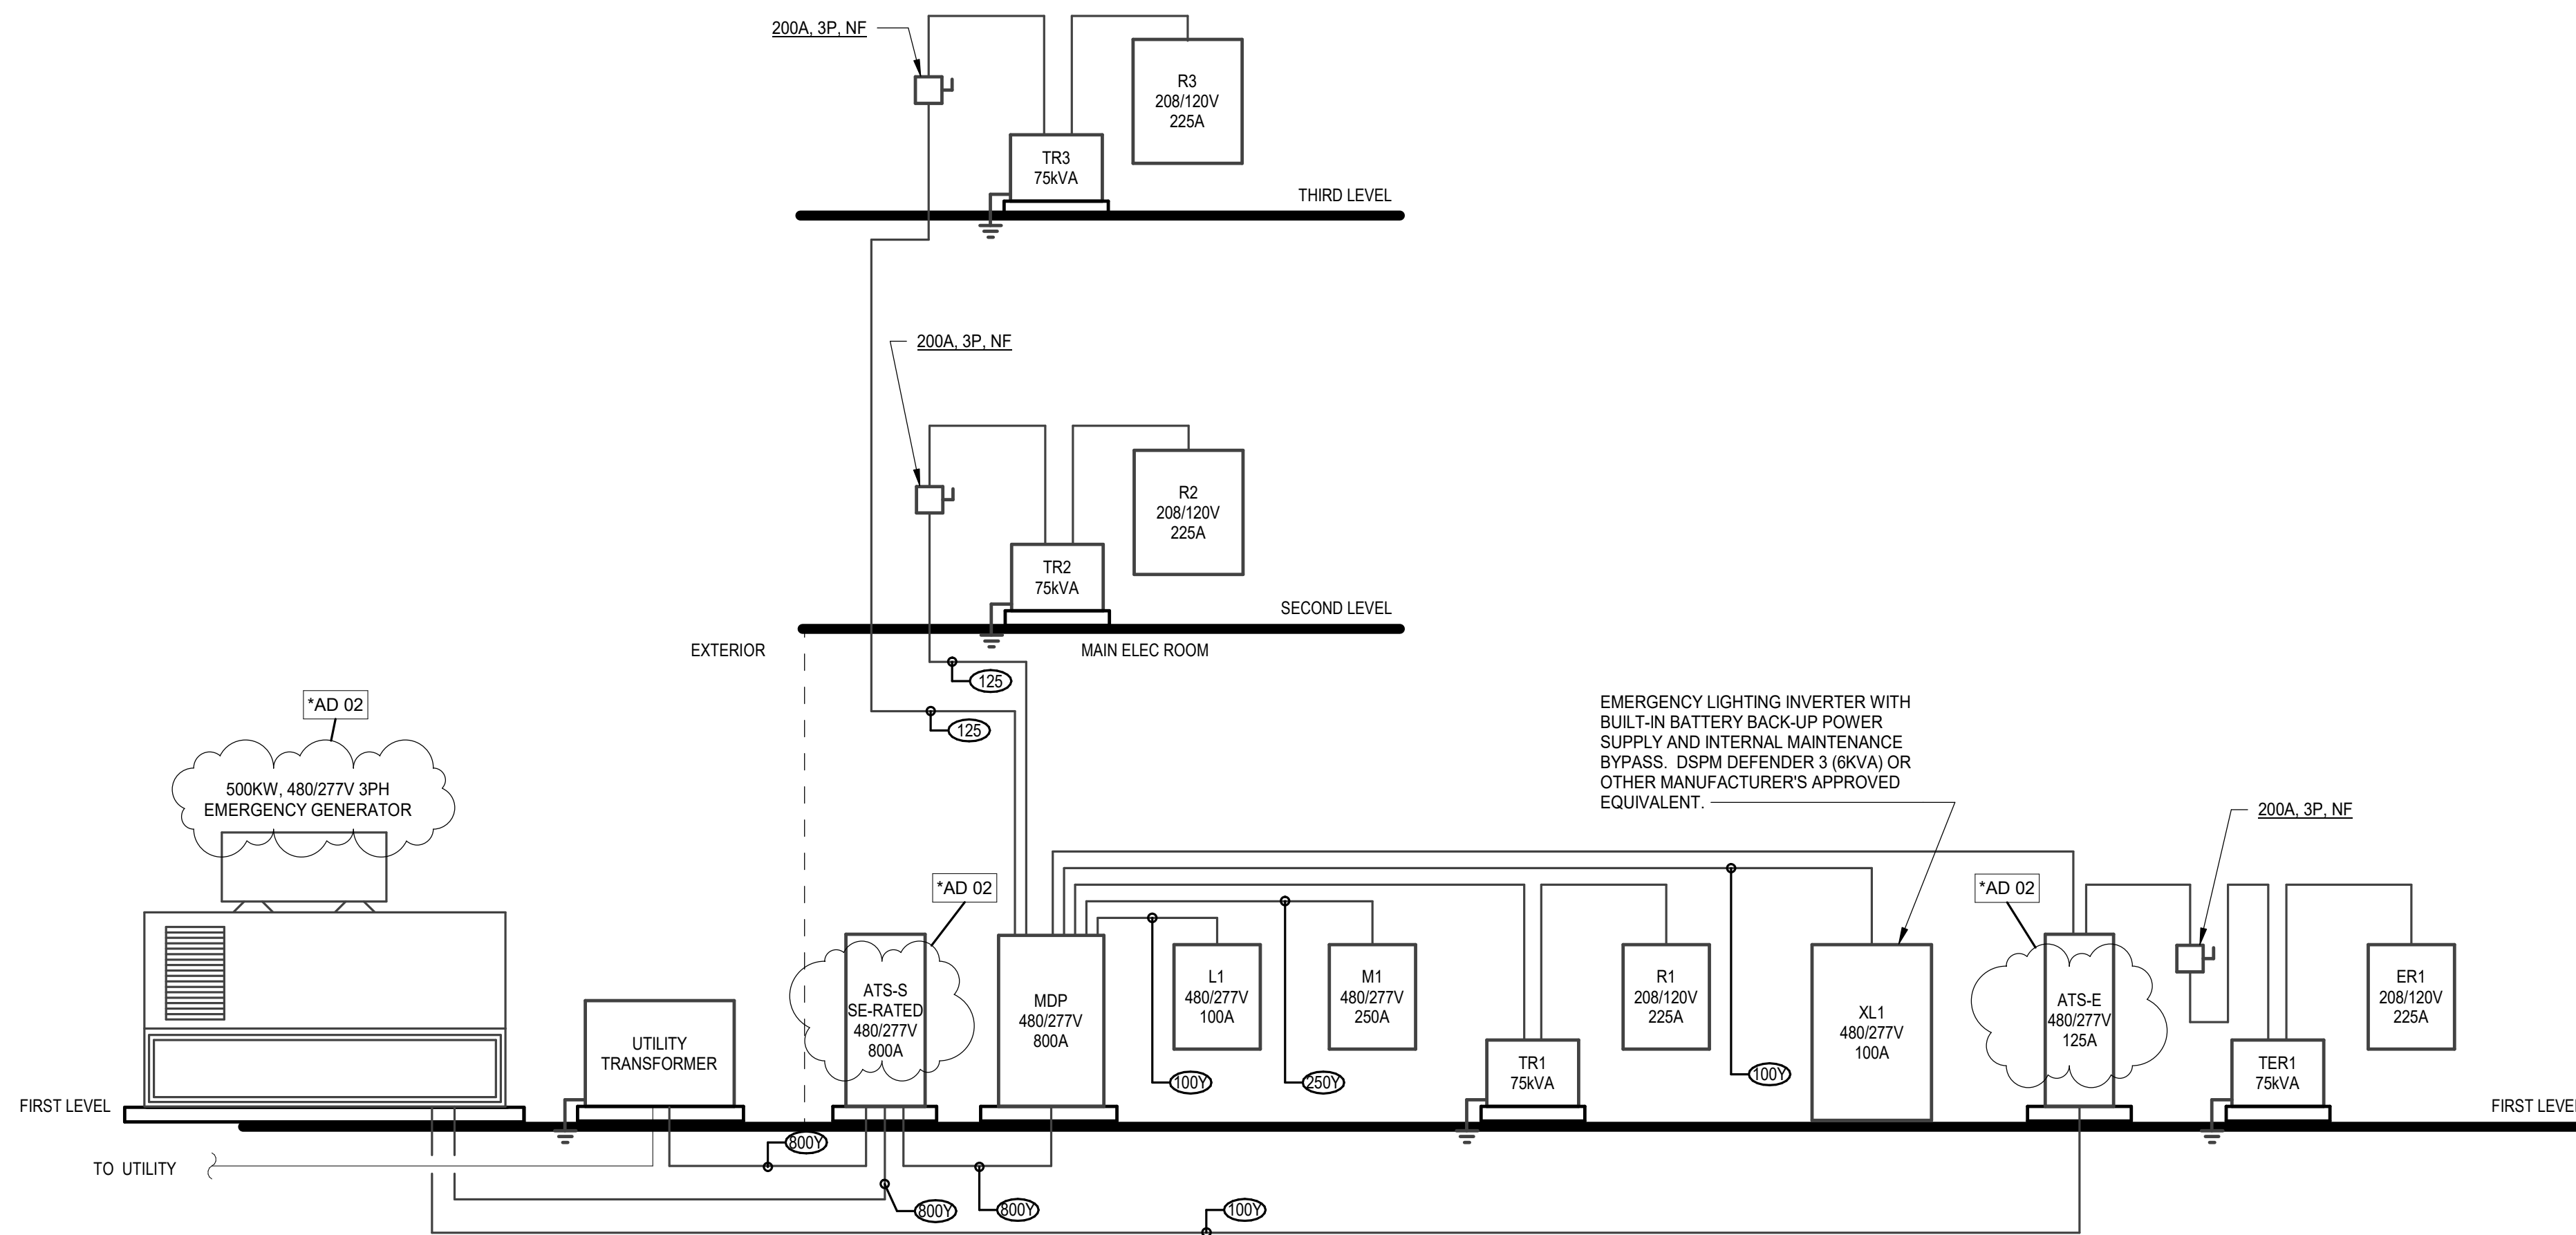 200A, 3P, NF
R3
208/120V
225A
TR3
75kVA
THIRD LEVEL
200A, 3P, NF
R2
208/120V
225A
TR2
75kVA
SECOND LEVEL
EXTERIOR
MAIN ELEC ROOM
125
125
*AD 02
500KW, 480/277V 3PH
EMERGENCY GENERATOR
EMERGENCY LIGHTING INVERTER WITH
BUILT-IN BATTERY BACK-UP POWER
SUPPLY AND INTERNAL MAINTENANCE
BYPASS. DSPM DEFENDER 3 (6KVA) OR
OTHER MANUFACTURER'S APPROVED
EQUIVALENT.
200A, 3P, NF
*AD 02
*AD 02
UTILITY
TRANSFORMER
ATS-S
SE-RATED
480/277V
800A
MDP
480/277V
800A
L1
480/277V
100A
M1
480/277V
250A
TR1
75kVA
R1
208/120V
225A
XL1
480/277V
100A
ATS-E
480/277V
125A
TER1
75kVA
ER1
208/120V
225A
100Y
250Y
100Y
FIRST LEVEL
FIRST LEVEL
800Y
TO UTILITY
800Y
800Y
100Y